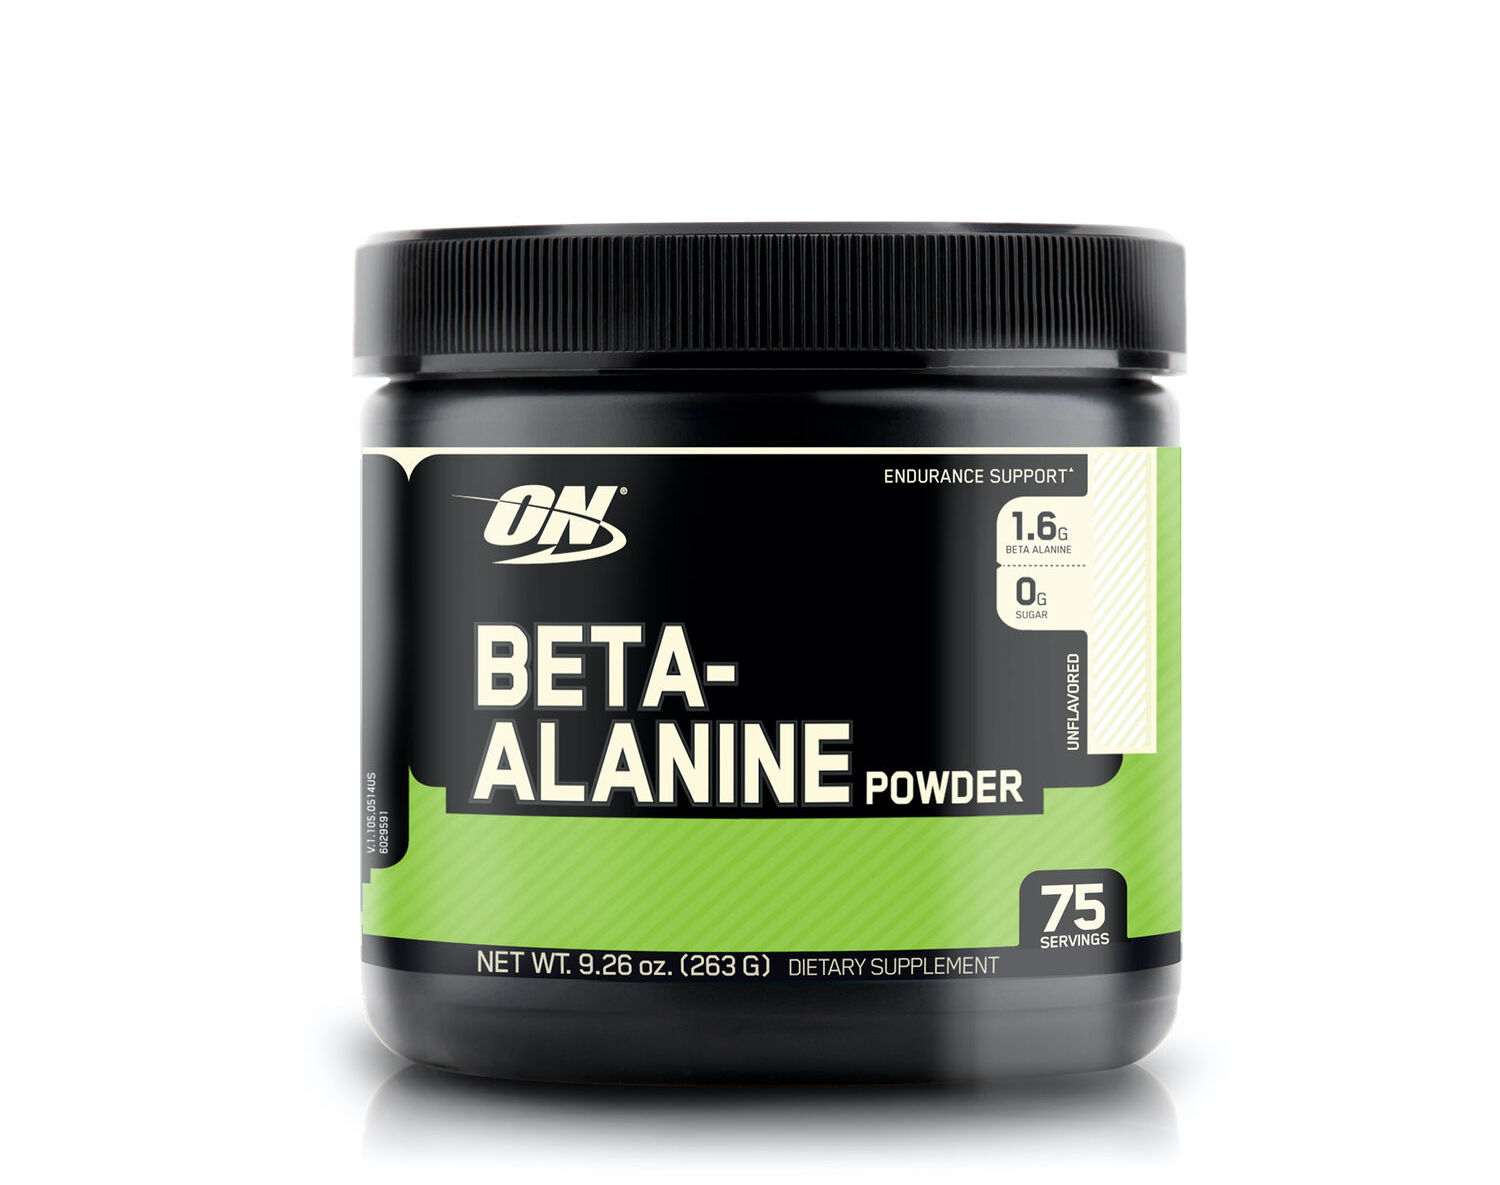 ON®
ENDURANCE SUPPORT*
1.6G
BETA ALANINE
0G
SUGAR
UNFLAVORED
BETA-
ALANINE POWDER
75
SERVINGS
NET WT. 9.26 oz. (263 G) DIETARY SUPPLEMENT
V.1.105.0514US
6029591